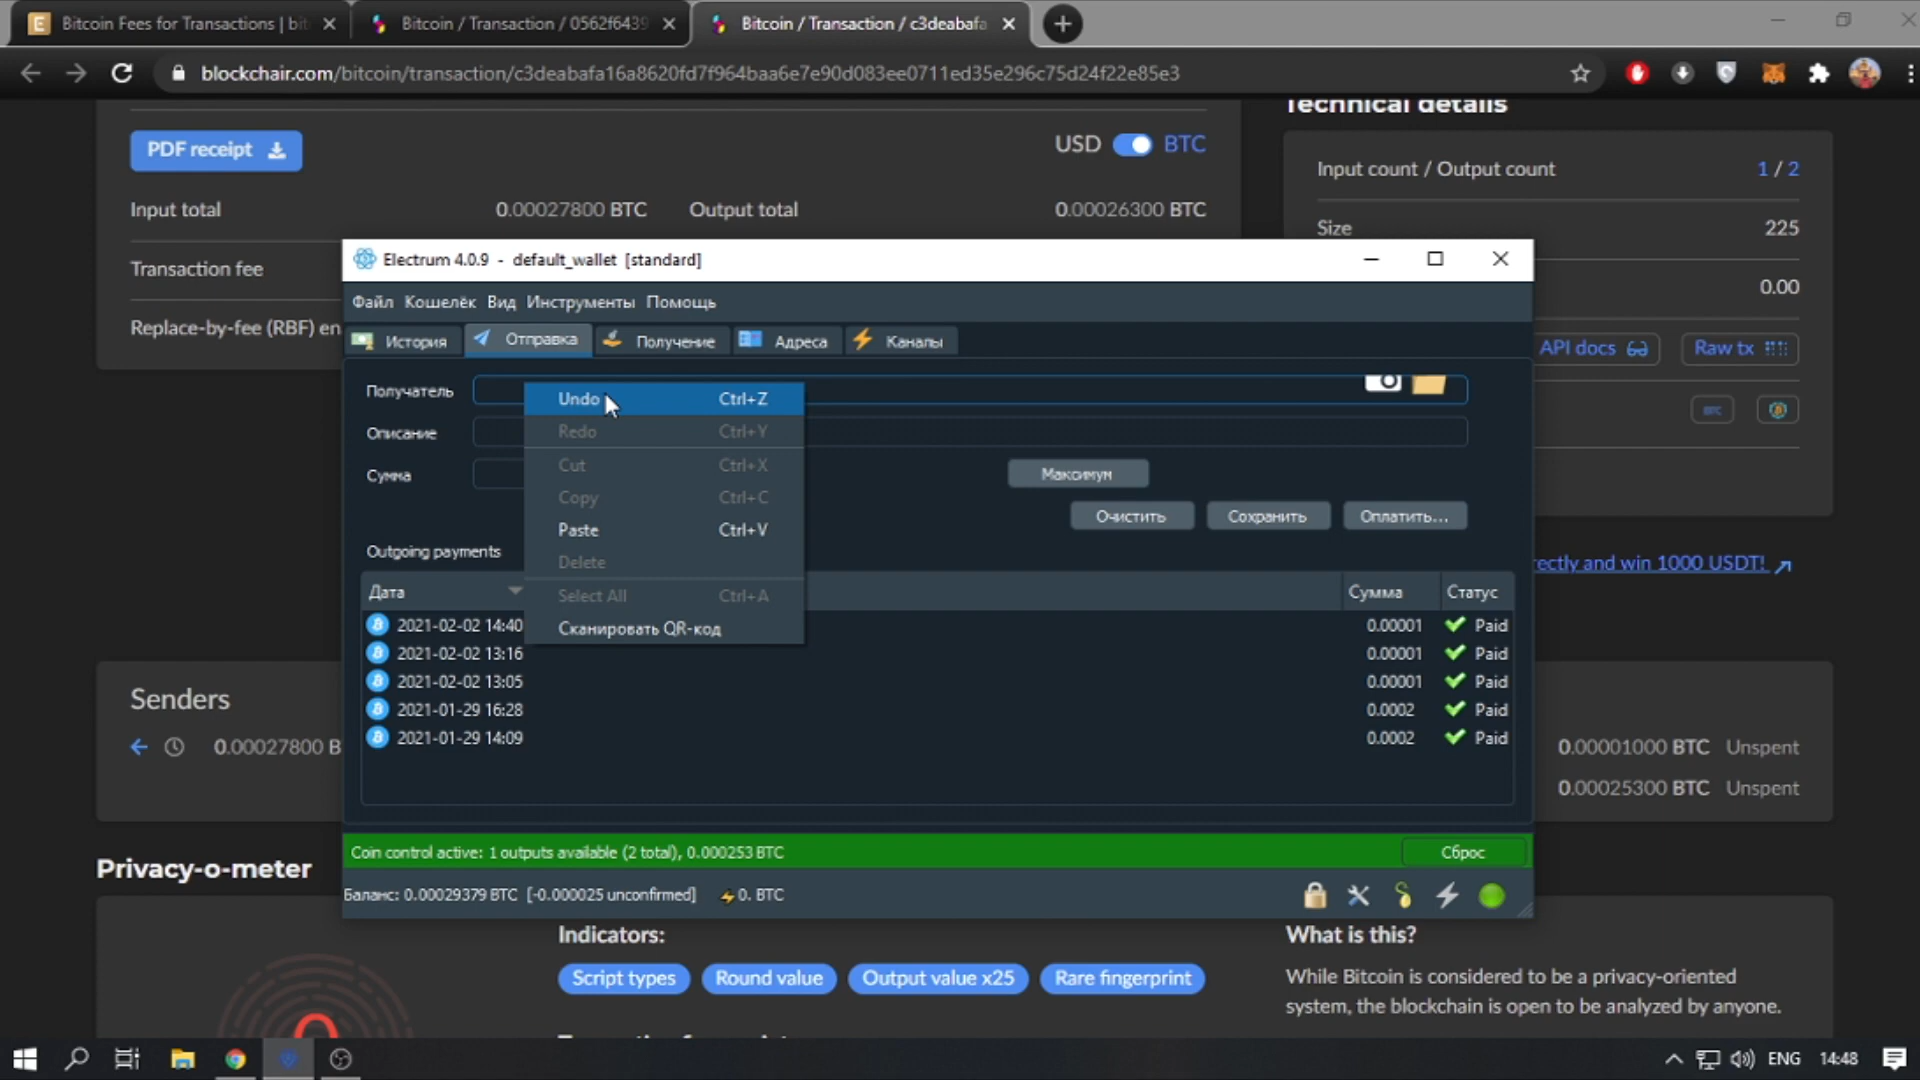 Bitcoin Fees for Transactions | bit
Bitcoin / Transaction / 0562f6439
Bitcoin / Transaction / c3deabafa
blockchair.com/bitcoin/transaction/c3deabafa16a8620fd7f964baa6e7e90d083ee0711ed35e296c75d24f22e85e3
Technical details
PDF receipt
USD BTC
Input count / Output count 1 / 2
Input total 0.00027800 BTC Output total 0.00026300 BTC
Size 225
Transaction fee
0.00
Replace-by-fee (RBF) en
API docs Raw tx
Electrum 4.0.9 - default_wallet [standard]
Файл Кошелёк Вид Инструменты Помощь
История Отправка Получение Адреса Каналы
Получатель
Описание
Сумма
Максимум
Очистить Сохранить Оплатить...
Undo Ctrl+Z
Redo Ctrl+Y
Cut Ctrl+X
Copy Ctrl+C
Paste Ctrl+V
Delete
Select All Ctrl+A
Сканировать QR-код
Outgoing payments
Дата Сумма Статус
2021-02-02 14:40 0.00001 Paid
2021-02-02 13:16 0.00001 Paid
2021-02-02 13:05 0.00001 Paid
2021-01-29 16:28 0.0002 Paid
2021-01-29 14:09 0.0002 Paid
Coin control active: 1 outputs available (2 total), 0.000253 BTC Сброс
Баланс: 0.00029379 BTC [-0.000025 unconfirmed] 0. BTC
rectly and win 1000 USDT!
Senders
0.00027800 B
0.00001000 BTC Unspent
0.00025300 BTC Unspent
Privacy-o-meter
Indicators:
Script types Round value Output value x25 Rare fingerprint
What is this?
While Bitcoin is considered to be a privacy-oriented
system, the blockchain is open to be analyzed by anyone.
ENG 14:48